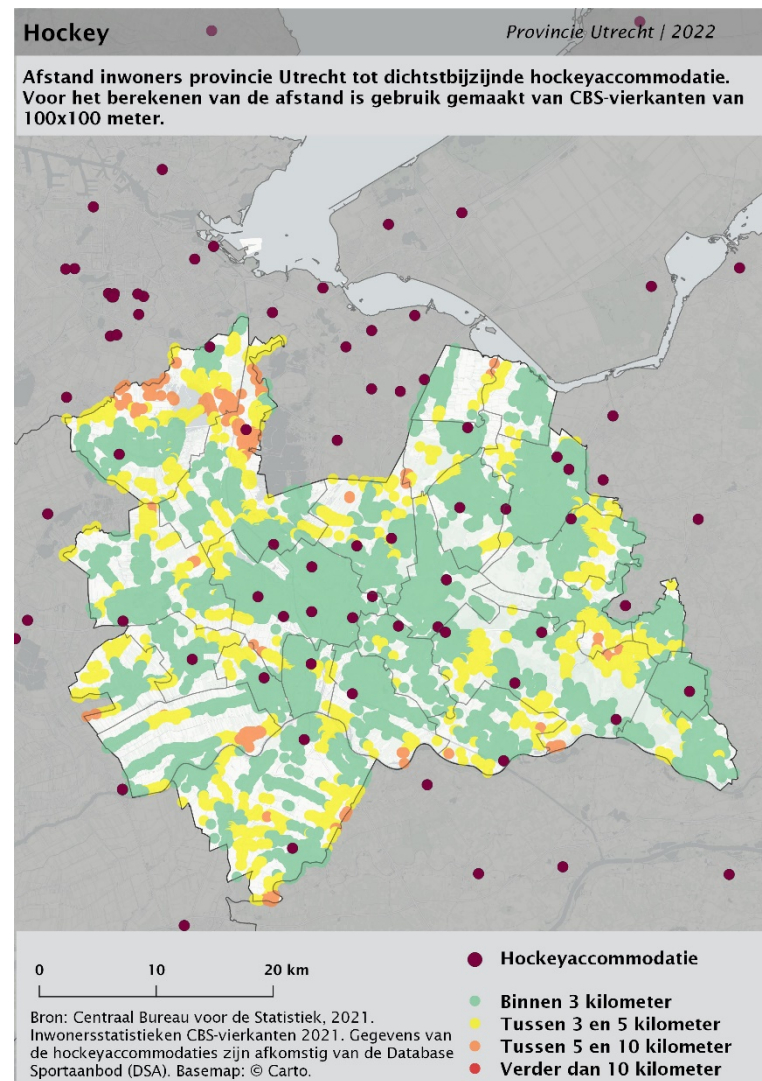 Hockey
Provincie Utrecht / 2022
Afstand inwoners provincie Utrecht tot dichtstbijzijnde hockeyaccommodatie.
Voor het berekenen van de afstand is gebruik gemaakt van CBS-vierkanten van
100x100 meter.
0 10 20 km
Bron: Centraal Bureau voor de Statistiek, 2021.
Inwonersstatistieken CBS-vierkanten 2021. Gegevens van
de hockeyaccommodaties zijn afkomstig van de Database
Sportaanbod (DSA). Basemap: © Carto.
Hockeyaccommodatie
Binnen 3 kilometer
Tussen 3 en 5 kilometer
Tussen 5 en 10 kilometer
Verder dan 10 kilometer